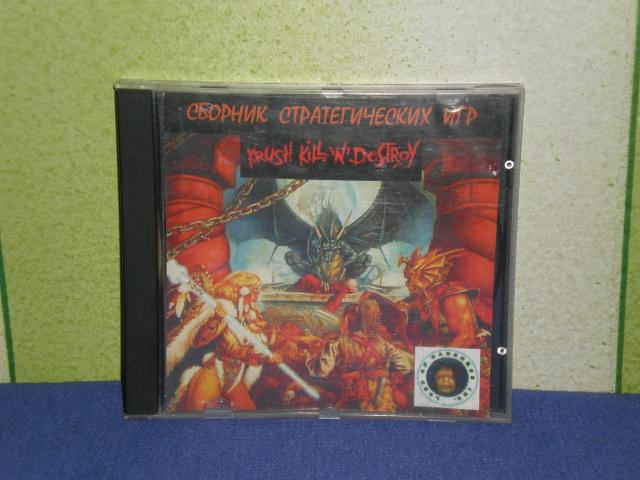 СБОРНИК СТРАТЕГИЧЕСКИХ ИГР
KRUSH KILL 'N' DESTROY